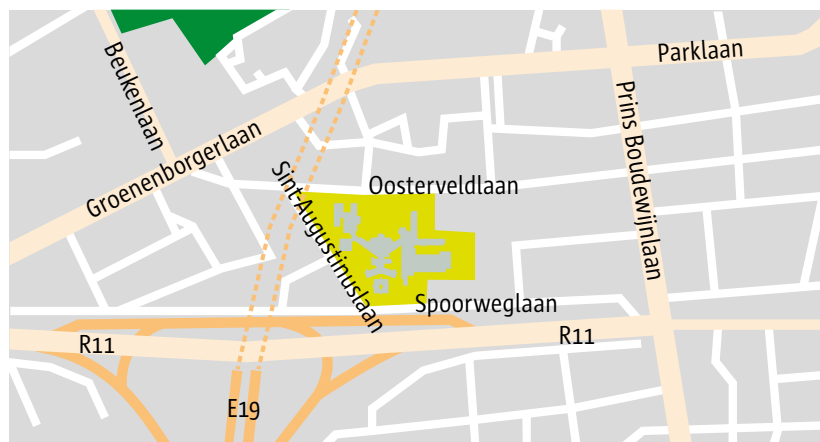 Parklaan
Beukenlaan
Prins Boudewijnlaan
Groenenborgerlaan
Sint-Augustinuslaan
Oosterveldlaan
Spoorweglaan
R11
R11
E19